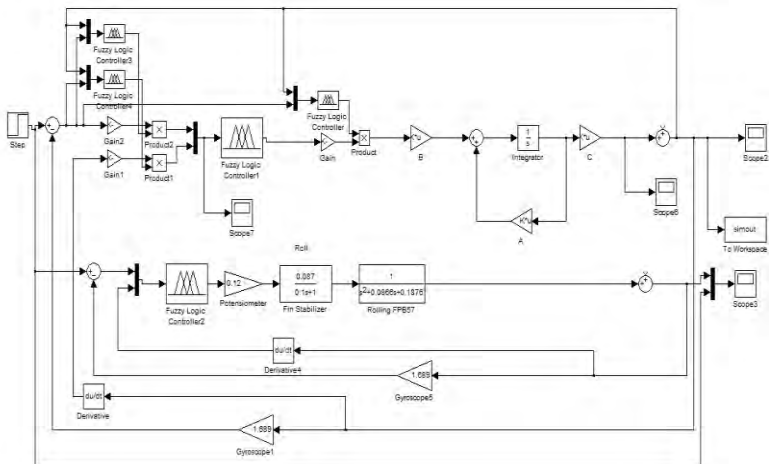 Fuzzy Logic
Controller3
Fuzzy Logic
Controller4
Step
Gain2
Product2
Gain1
Product1
Fuzzy Logic
Controller1
Scope7
Fuzzy Logic
Controller
Gain
Product
K*u
B
1
s
Integrator
K*u
C
K*u
A
Scope6
Scope2
simout
To Workspace
Roll
Fuzzy Logic
Controller2
0.12
Potensiometer
0.087
0.1s+1
Fin Stabilizer
1
s²+0.0866s+0.1876
Rolling FPB57
Scope3
du/dt
Derivative4
1.689
Gyroscope5
du/dt
Derivative
1.689
Gyroscope1